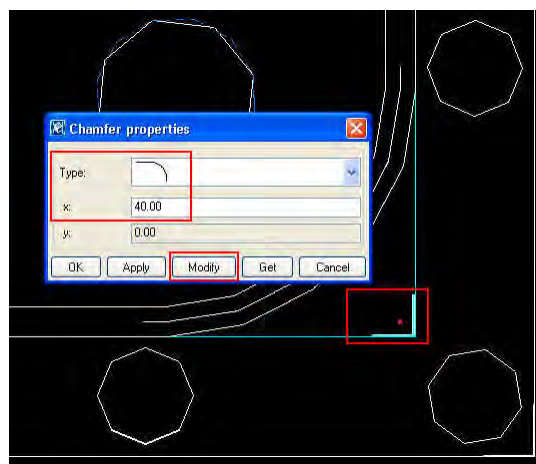 Chamfer properties
Type:
x: 40.00
y: 0.00
OK Apply Modify Get Cancel